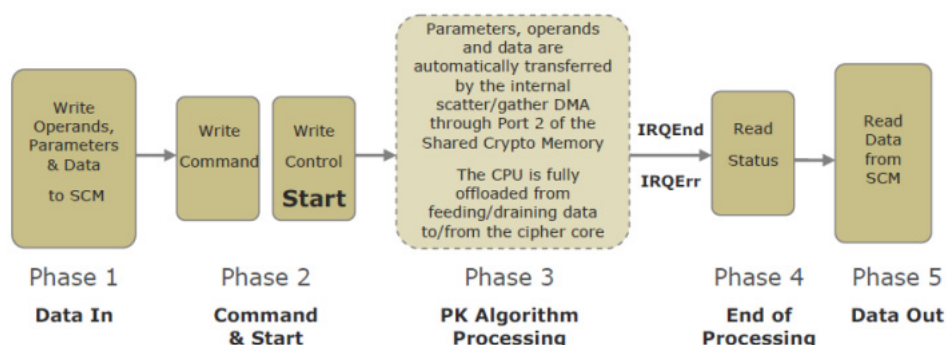 Write
Operands,
Parameters
& Data
to SCM
Write
Command
Write
Control
Start
Parameters, operands
and data are
automatically transferred
by the internal
scatter/gather DMA
through Port 2 of the
Shared Crypto Memory
The CPU is fully
offloaded from
feeding/draining data
to/from the cipher core
IRQEnd
IRQErr
Read
Status
Read
Data
from
SCM
Phase 1
Data In
Phase 2
Command
& Start
Phase 3
PK Algorithm
Processing
Phase 4
End of
Processing
Phase 5
Data Out